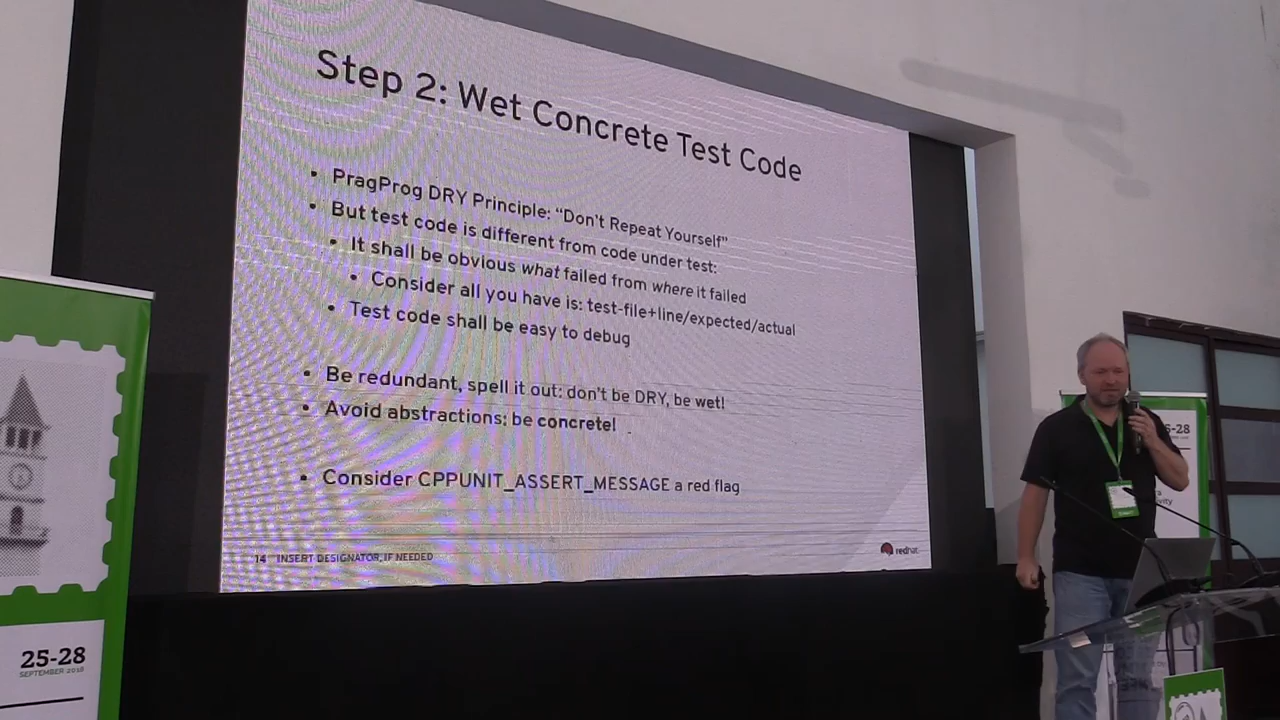 Step 2: Wet Concrete Test Code
• PragProg DRY Principle: “Don't Repeat Yourself”
• But test code is different from code under test:
• It shall be obvious what failed from where it failed
• Consider all you have is: test-file+line/expected/actual
• Test code shall be easy to debug
• Be redundant, spell it out: don't be DRY, be wet!
• Avoid abstractions; be concrete!
• Consider CPPUNIT_ASSERT_MESSAGE a red flag
14 INSERT DESIGNATOR, IF NEEDED
redhat
25-28
SEPTEMBER 2018
5-28